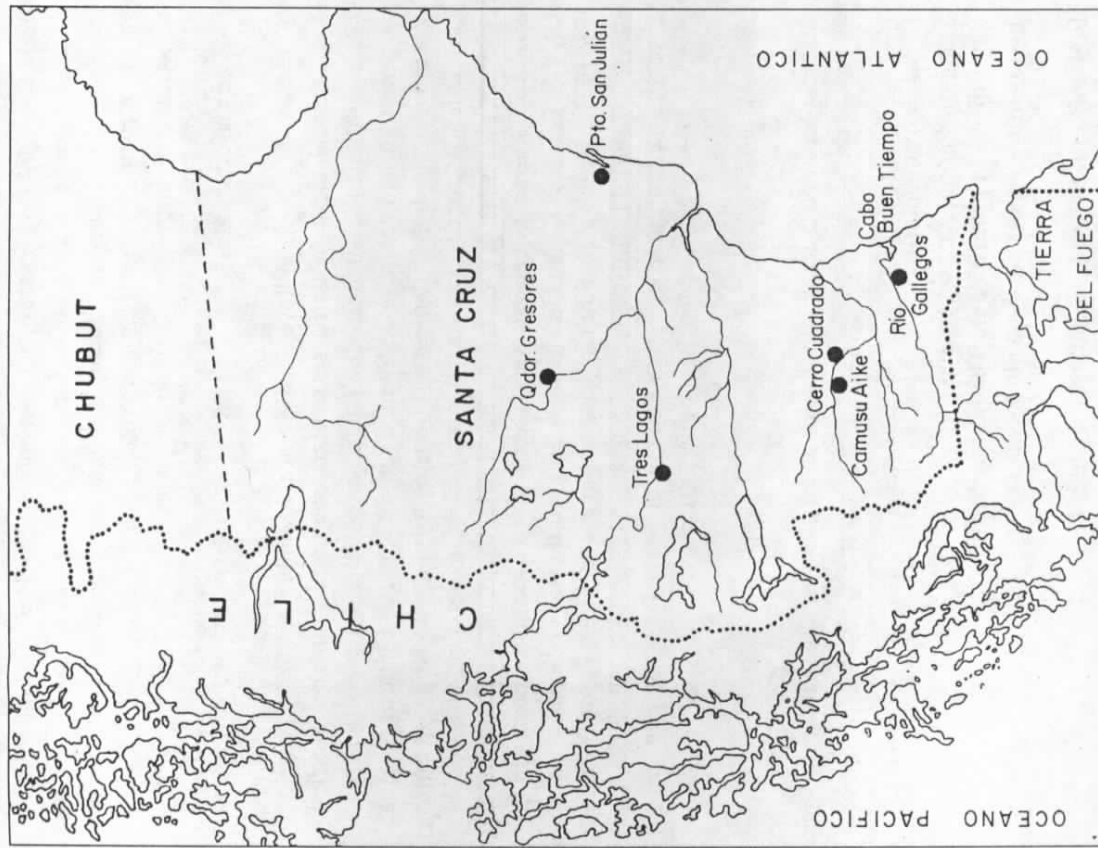 CHUBUT
SANTA CRUZ
CHILE
Pto. San Julián
Gdor. Gresores
Tres Lagos
Cerro Cuadrado
Camusu Aike
Cabo
Buen Tiempo
Río
Gallegos
TIERRA
DEL FUEGO
OCEANO ATLANTICO
OCEANO PACIFICO